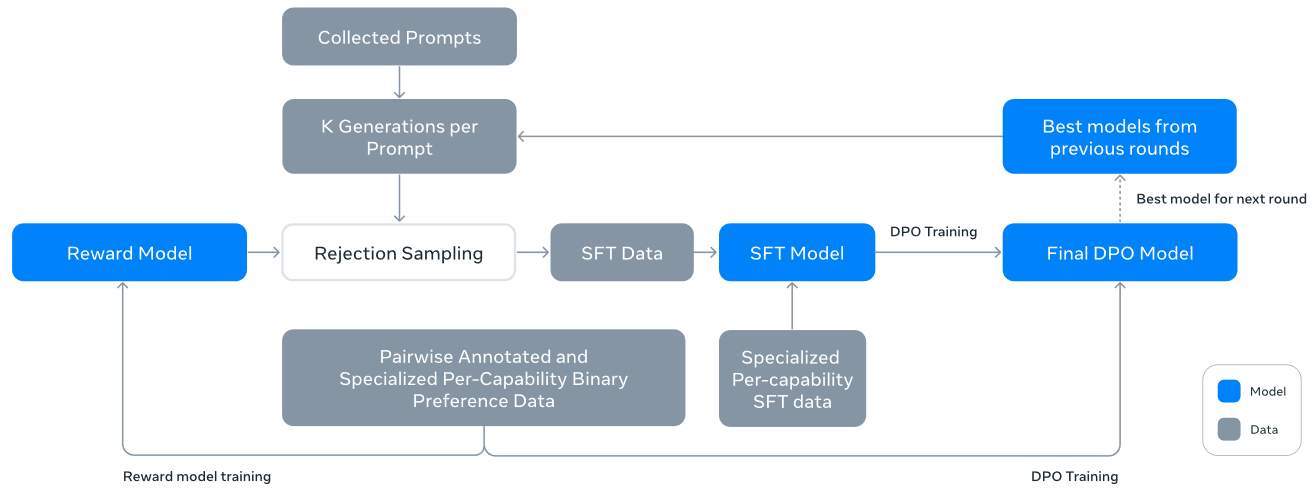 Collected Prompts
K Generations per
Prompt
Best models from
previous rounds
Best model for next round
Reward Model
Rejection Sampling
SFT Data
SFT Model
DPO Training
Final DPO Model
Pairwise Annotated and
Specialized Per-Capability Binary
Preference Data
Specialized
Per-capability
SFT data
Model
Data
Reward model training
DPO Training